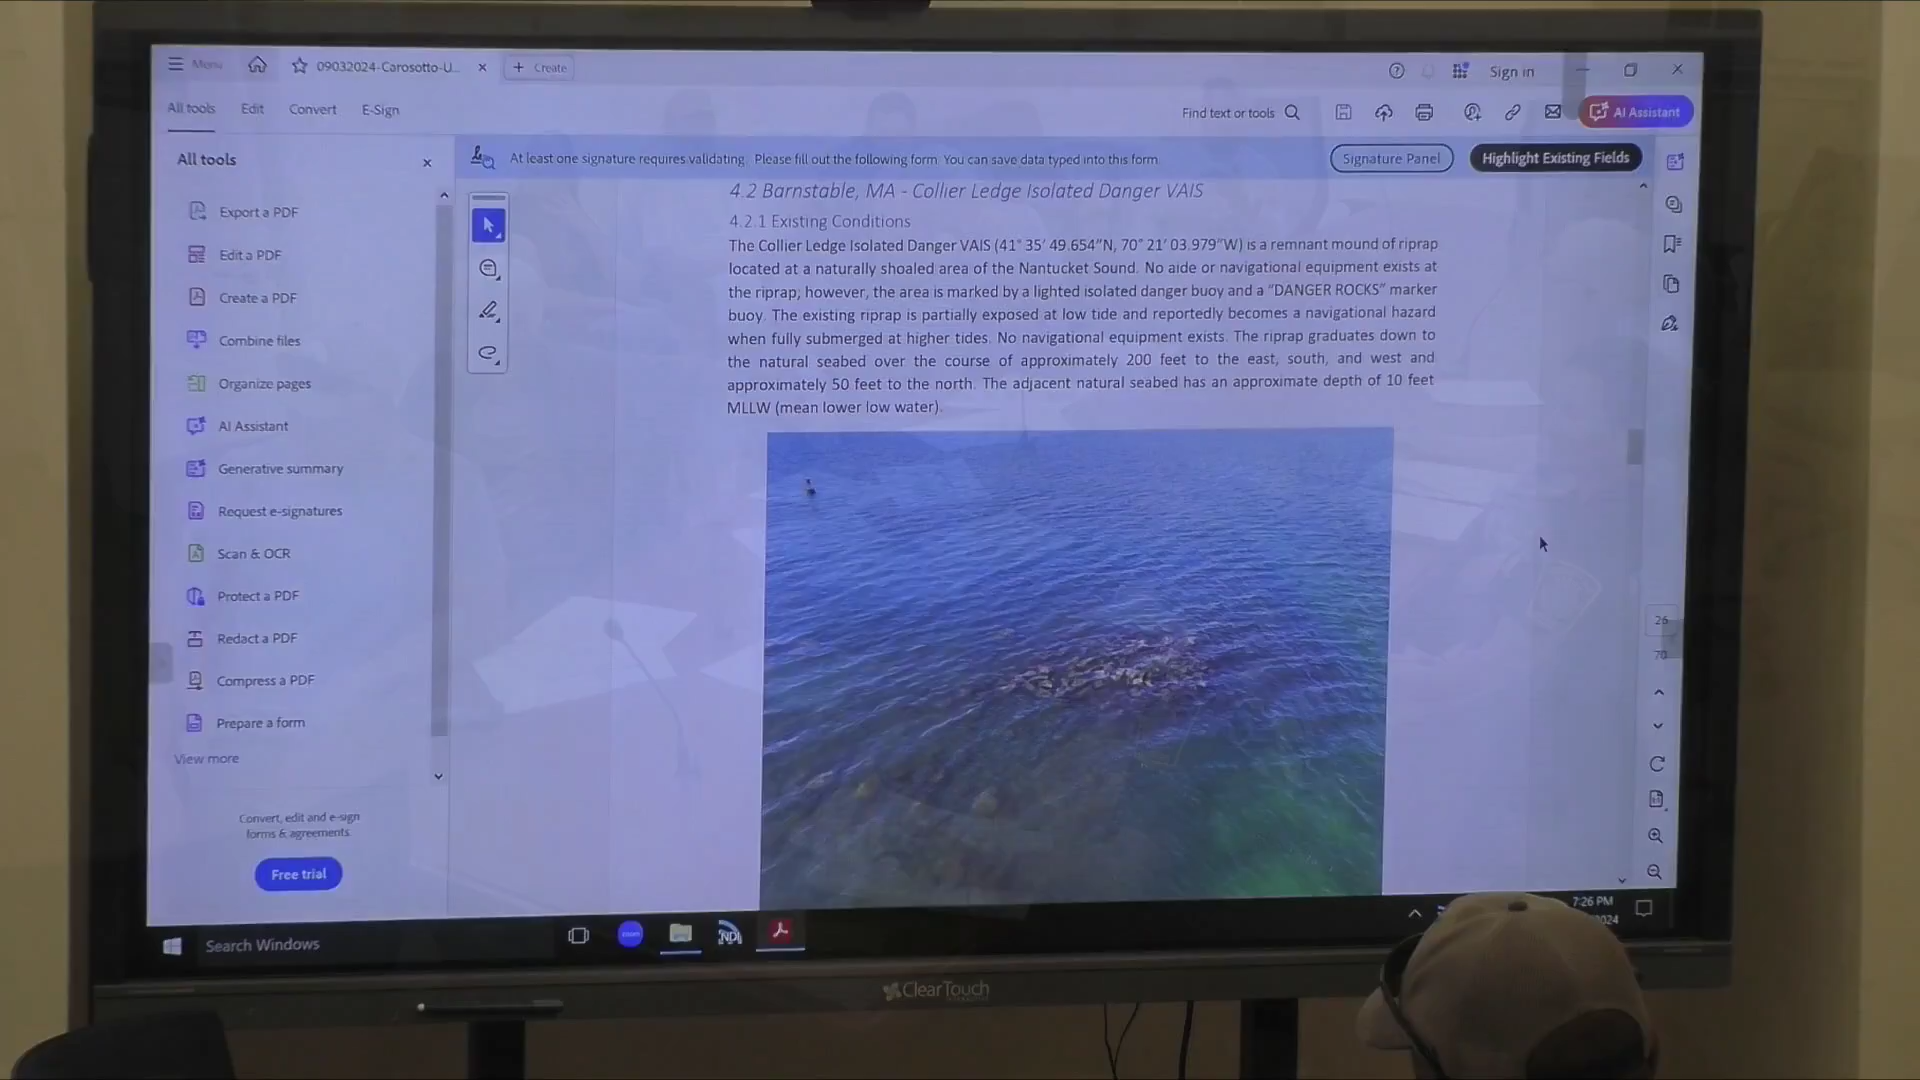 Menu
09032024-Carosotto-U...
+ Create
Sign in
All tools
Edit
Convert
E-Sign
Find text or tools
AI Assistant
All tools
At least one signature requires validating. Please fill out the following form. You can save data typed into this form.
Signature Panel
Highlight Existing Fields
Export a PDF
Edit a PDF
Create a PDF
Combine files
Organize pages
AI Assistant
Generative summary
Request e-signatures
Scan & OCR
Protect a PDF
Redact a PDF
Compress a PDF
Prepare a form
View more
Convert, edit and e-sign
forms & agreements
Free trial
4.2 Barnstable, MA - Collier Ledge Isolated Danger VAIS
4.2.1 Existing Conditions
The Collier Ledge Isolated Danger VAIS (41° 35' 49.654"N, 70° 21' 03.979"W) is a remnant mound of riprap
located at a naturally shoaled area of the Nantucket Sound. No aide or navigational equipment exists at
the riprap; however, the area is marked by a lighted isolated danger buoy and a "DANGER ROCKS" marker
buoy. The existing riprap is partially exposed at low tide and reportedly becomes a navigational hazard
when fully submerged at higher tides. No navigational equipment exists. The riprap graduates down to
the natural seabed over the course of approximately 200 feet to the east, south, and west and
approximately 50 feet to the north. The adjacent natural seabed has an approximate depth of 10 feet
MLLW (mean lower low water).
26
70
Search Windows
zoom
NDI
7:26 PM
2024
ClearTouch